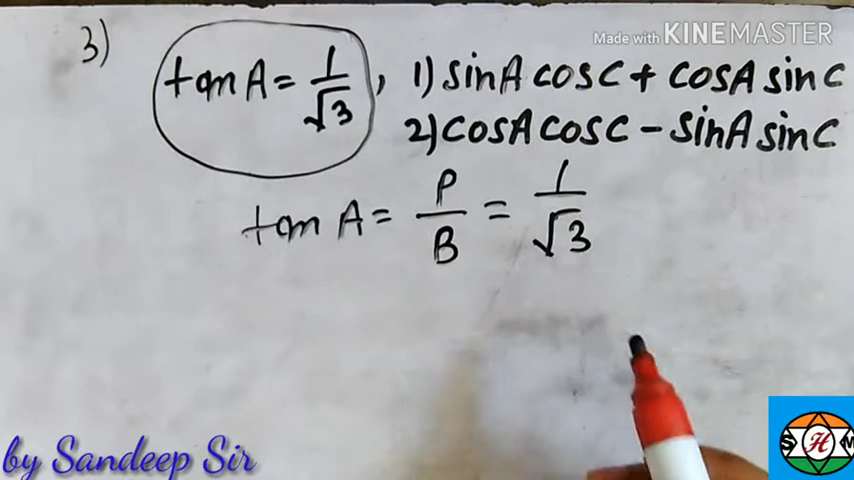 Made with KINEMASTER
3)
tan A = 1/√3 , 1) sinA cosC + cosA sinC
2) cosA cosC - sinA sinC
tan A = P/B = 1/√3
by Sandeep Sir
S H M